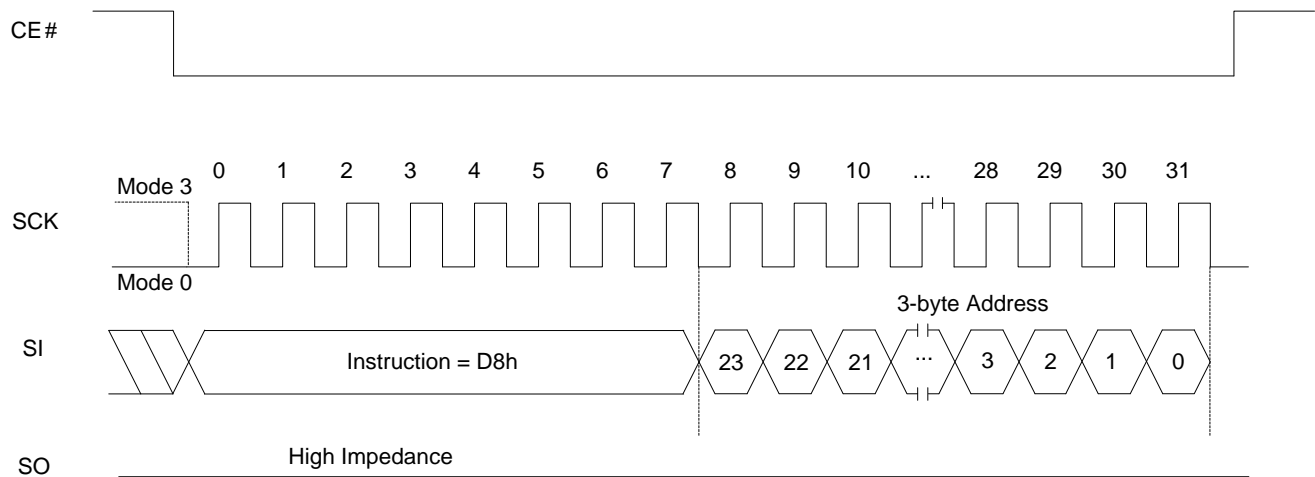 CE#
0 1 2 3 4 5 6 7 8 9 10 ... 28 29 30 31
Mode 3
SCK
Mode 0
3-byte Address
SI
Instruction = D8h 23 22 21 ... 3 2 1 0
High Impedance
SO